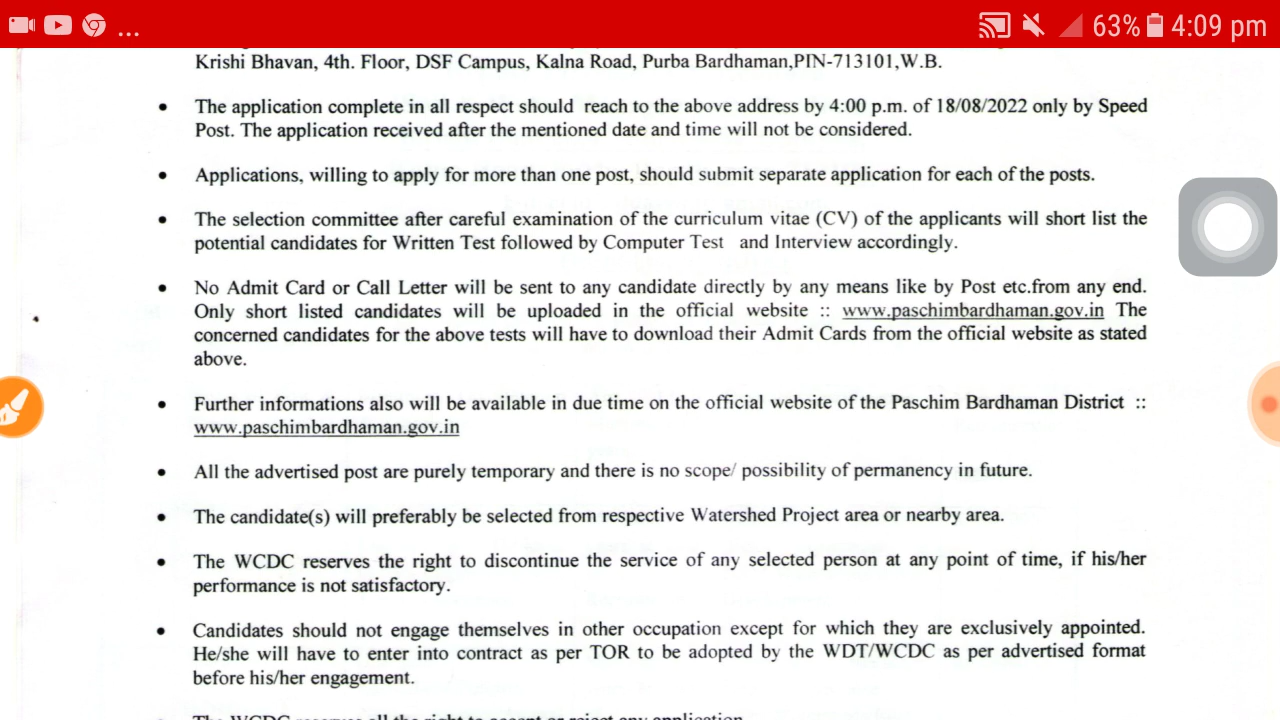 ... 63% 4:09 pm
Krishi Bhavan, 4th. Floor, DSF Campus, Kalna Road, Purba Bardhaman,PIN-713101,W.B.
• The application complete in all respect should reach to the above address by 4:00 p.m. of 18/08/2022 only by Speed
Post. The application received after the mentioned date and time will not be considered.
• Applications, willing to apply for more than one post, should submit separate application for each of the posts.
• The selection committee after careful examination of the curriculum vitae (CV) of the applicants will short list the
potential candidates for Written Test followed by Computer Test and Interview accordingly.
• No Admit Card or Call Letter will be sent to any candidate directly by any means like by Post etc.from any end.
Only short listed candidates will be uploaded in the official website :: www.paschimbardhaman.gov.in The
concerned candidates for the above tests will have to download their Admit Cards from the official website as stated
above.
• Further informations also will be available in due time on the official website of the Paschim Bardhaman District ::
www.paschimbardhaman.gov.in
• All the advertised post are purely temporary and there is no scope/ possibility of permanency in future.
• The candidate(s) will preferably be selected from respective Watershed Project area or nearby area.
• The WCDC reserves the right to discontinue the service of any selected person at any point of time, if his/her
performance is not satisfactory.
• Candidates should not engage themselves in other occupation except for which they are exclusively appointed.
He/she will have to enter into contract as per TOR to be adopted by the WDT/WCDC as per advertised format
before his/her engagement.
The WCDC reserves all the right to accept or reject any application